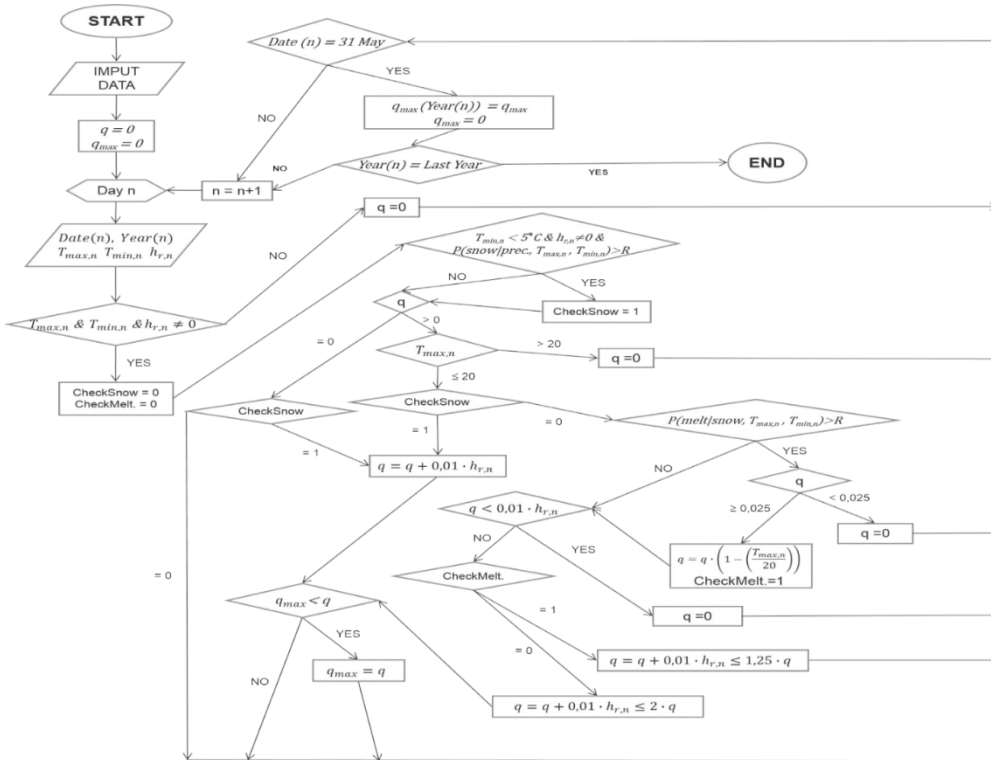 START
IMPUT
DATA
q = 0
q_max = 0
Day n
n = n+1
Date(n), Year(n)
T_max,n T_min,n h_r,n
T_max,n & T_min,n & h_r,n ≠ 0
NO
YES
CheckSnow = 0
CheckMelt. = 0
Date (n) = 31 May
YES
NO
q_max(Year(n)) = q_max
q_max = 0
Year(n) = Last Year
NO
YES
END
q =0
T_min,n < 5°C & h_r,n ≠0 &
P(snow|prec., T_max,n, T_min,n)>R
NO
YES
CheckSnow = 1
q
> 0
= 0
T_max,n
> 20
q =0
≤ 20
CheckSnow
CheckSnow
= 0
= 1
= 1
= 0
q = q + 0,01 · h_r,n
P(melt|snow, T_max,n, T_min,n)>R
YES
NO
q
< 0,025
≥ 0,025
q =0
q = q · (1 − (T_max,n/20))
CheckMelt.=1
q < 0,01 · h_r,n
NO
YES
q =0
CheckMelt.
= 1
= 0
q = q + 0,01 · h_r,n ≤ 1,25 · q
q = q + 0,01 · h_r,n ≤ 2 · q
q_max < q
YES
NO
q_max = q